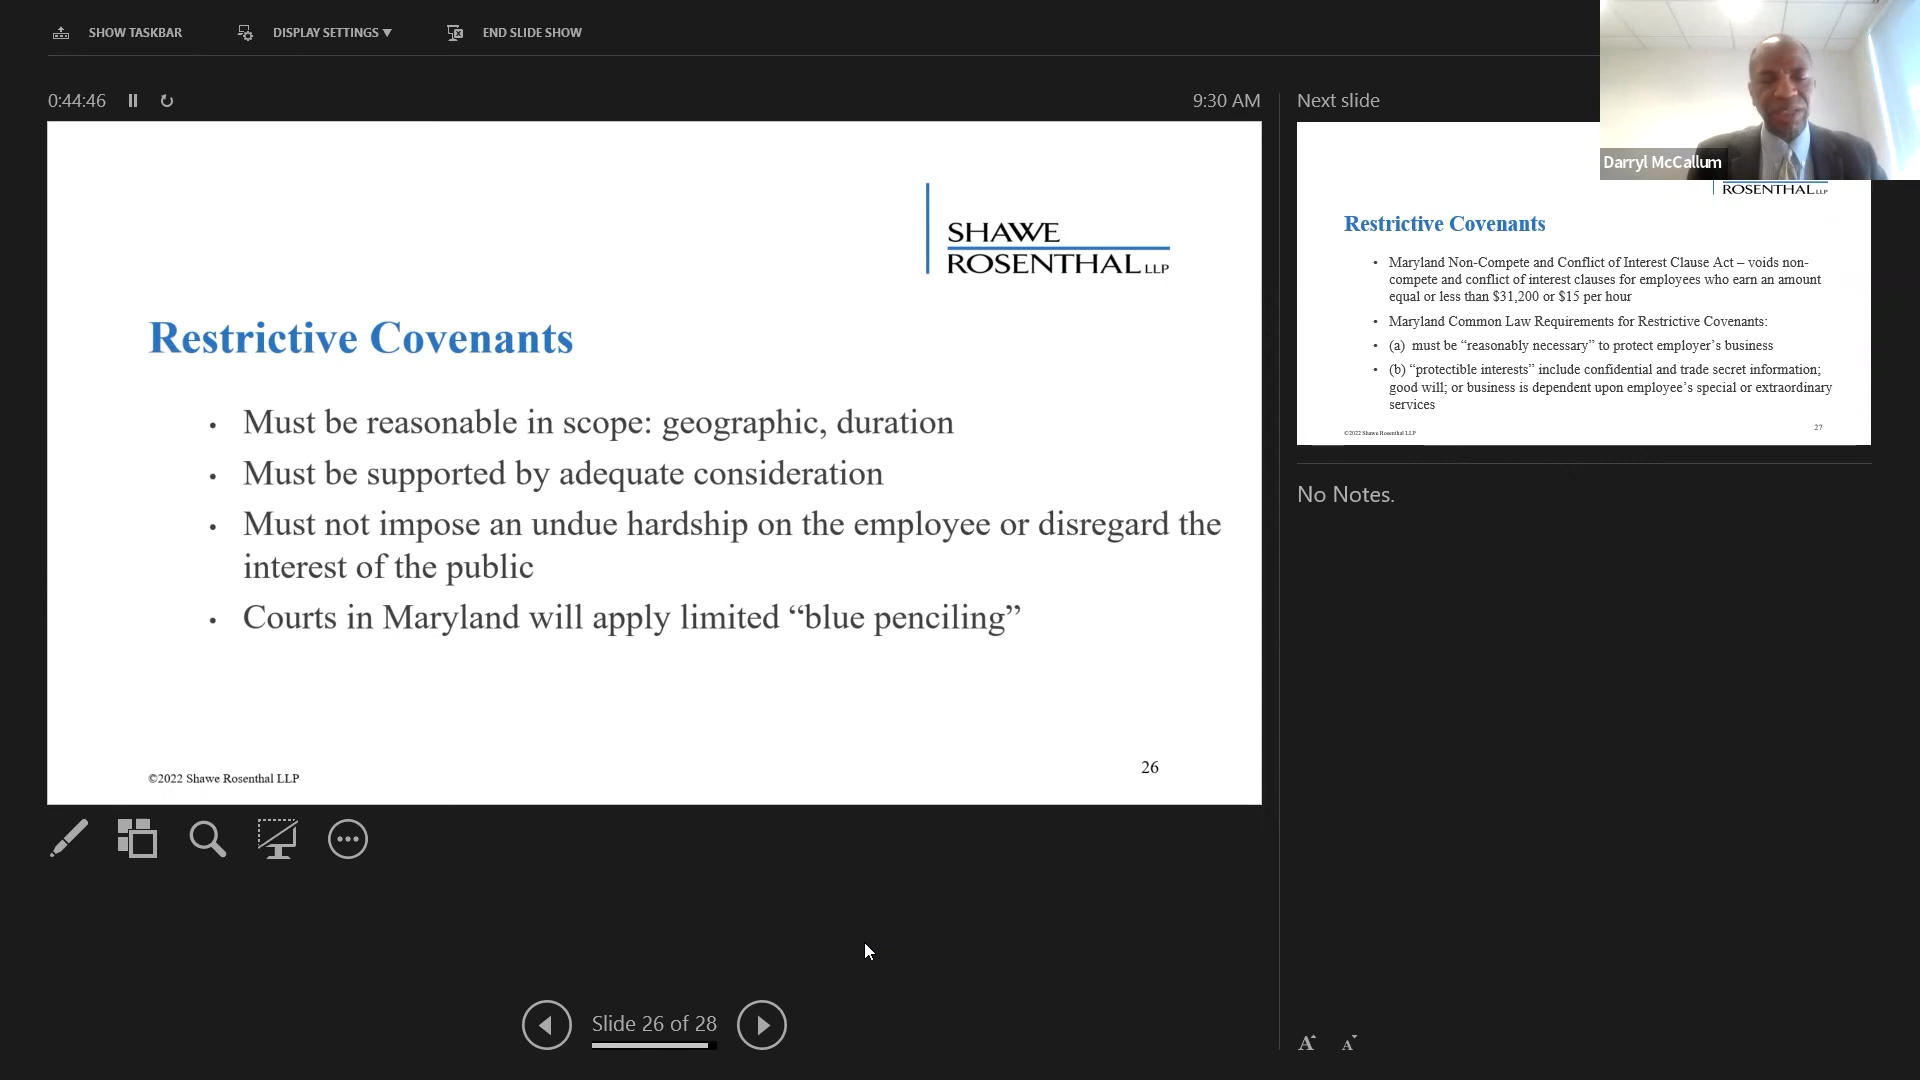 SHOW TASKBAR
DISPLAY SETTINGS ▼
END SLIDE SHOW
0:44:46
9:30 AM
Next slide
Darryl McCallum
SHAWE
ROSENTHAL LLP
Restrictive Covenants
• Must be reasonable in scope: geographic, duration
• Must be supported by adequate consideration
• Must not impose an undue hardship on the employee or disregard the
interest of the public
• Courts in Maryland will apply limited “blue penciling”
©2022 Shawe Rosenthal LLP
26
ROSENTHAL LLP
Restrictive Covenants
• Maryland Non-Compete and Conflict of Interest Clause Act – voids non-
compete and conflict of interest clauses for employees who earn an amount
equal or less than $31,200 or $15 per hour
• Maryland Common Law Requirements for Restrictive Covenants:
• (a) must be “reasonably necessary” to protect employer’s business
• (b) “protectible interests” include confidential and trade secret information;
good will; or business is dependent upon employee’s special or extraordinary
services
©2022 Shawe Rosenthal LLP
27
No Notes.
Slide 26 of 28
A A